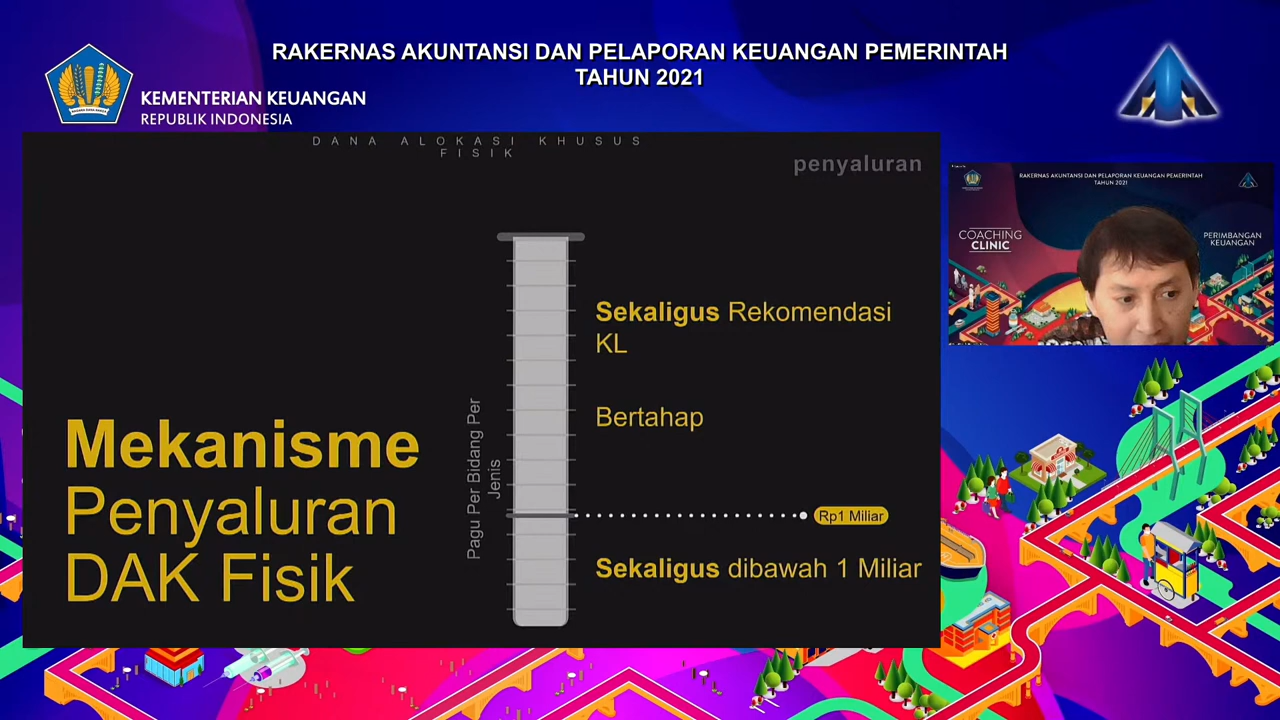 RAKERNAS AKUNTANSI DAN PELAPORAN KEUANGAN PEMERINTAH
TAHUN 2021
KEMENTERIAN KEUANGAN
REPUBLIK INDONESIA
DANA ALOKASI KHUSUS
FISIK
penyaluran
Mekanisme
Penyaluran
DAK Fisik
Pagu Per Bidang Per
Jenis
Sekaligus Rekomendasi
KL
Bertahap
Rp1 Miliar
Sekaligus dibawah 1 Miliar
RAKERNAS AKUNTANSI DAN PELAPORAN KEUANGAN PEMERINTAH
TAHUN 2021
COACHING
CLINIC
PERIMBANGAN
KEUANGAN